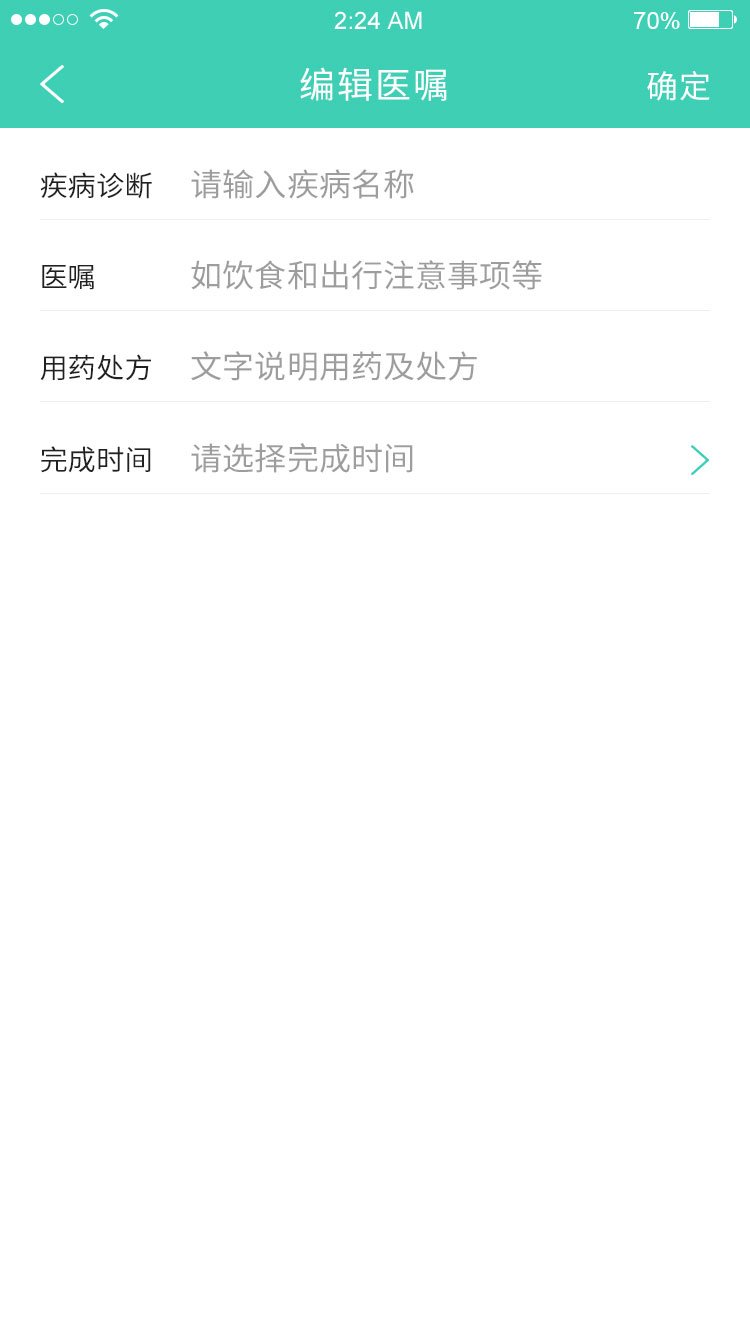 2:24 AM 70%
编辑医嘱 确定
疾病诊断 请输入疾病名称
医嘱 如饮食和出行注意事项等
用药处方 文字说明用药及处方
完成时间 请选择完成时间